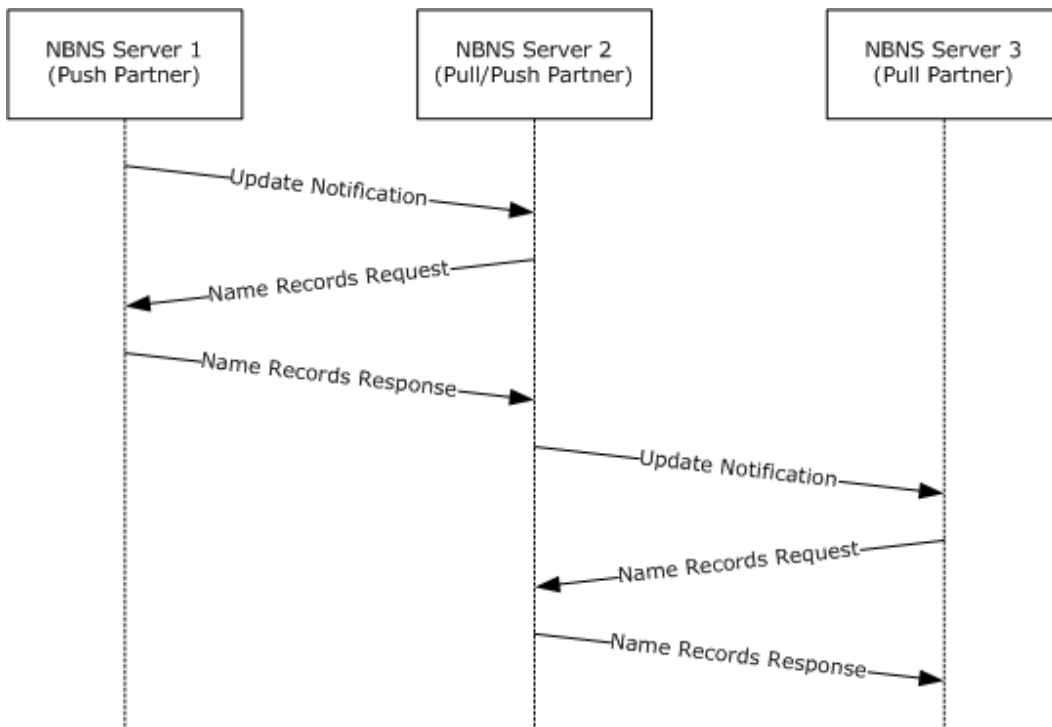 NBNS Server 1
(Push Partner)
NBNS Server 2
(Pull/Push Partner)
NBNS Server 3
(Pull Partner)
Update Notification
Name Records Request
Name Records Response
Update Notification
Name Records Request
Name Records Response